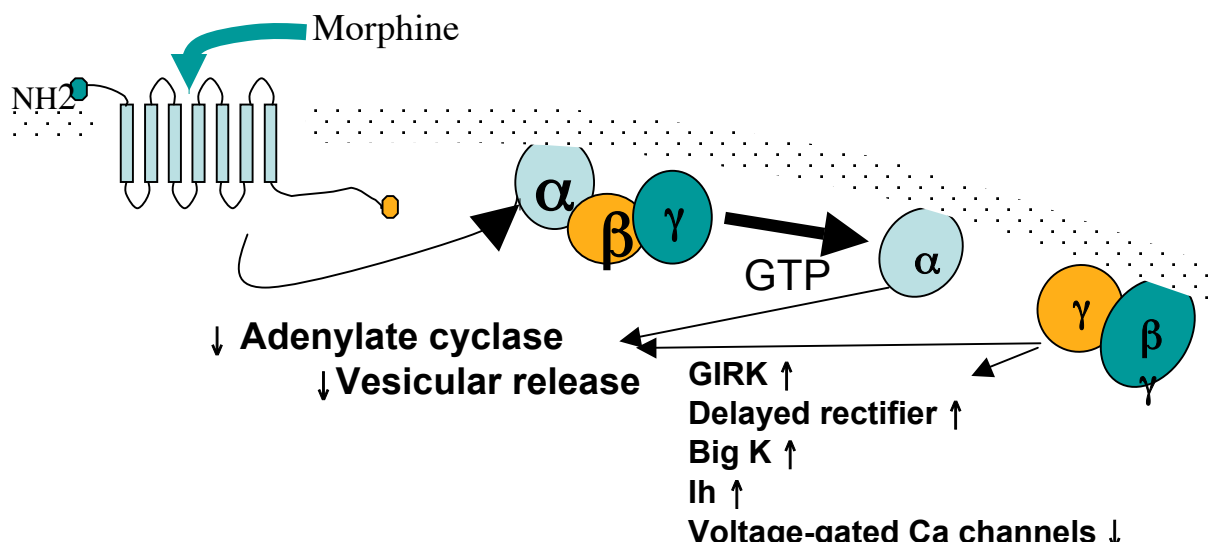 Morphine
NH2
α
β
γ
GTP
α
γ
β
γ
↓ Adenylate cyclase
↓Vesicular release
GIRK ↑
Delayed rectifier ↑
Big K ↑
Ih ↑
Voltage-gated Ca channels ↓